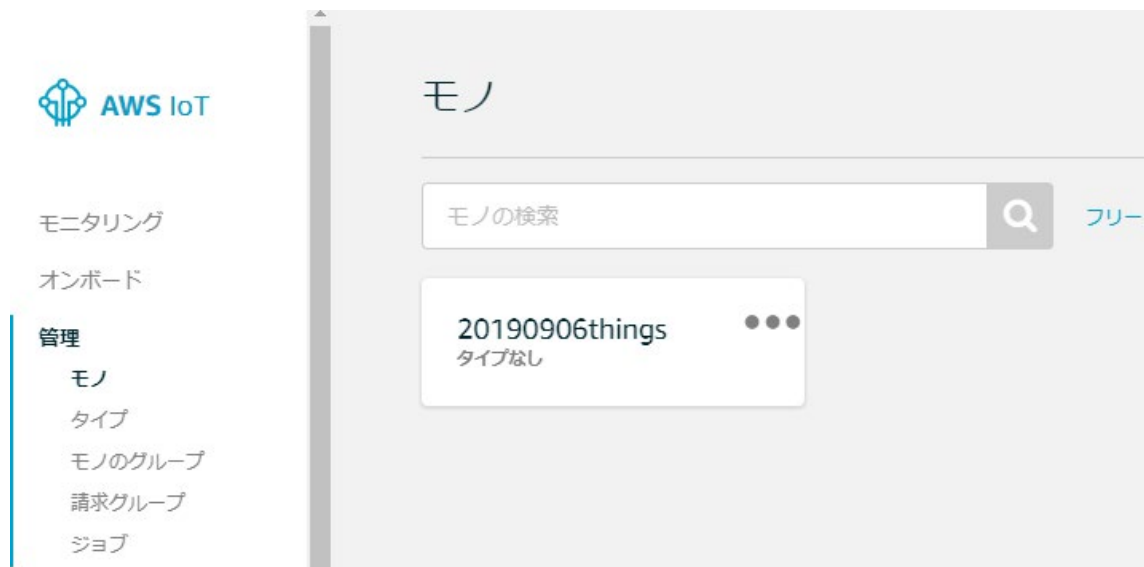 AWS IoT
モニタリング
オンボード
管理
モノ
タイプ
モノのグループ
請求グループ
ジョブ
モノ
モノの検索
フリー
20190906things
タイプなし